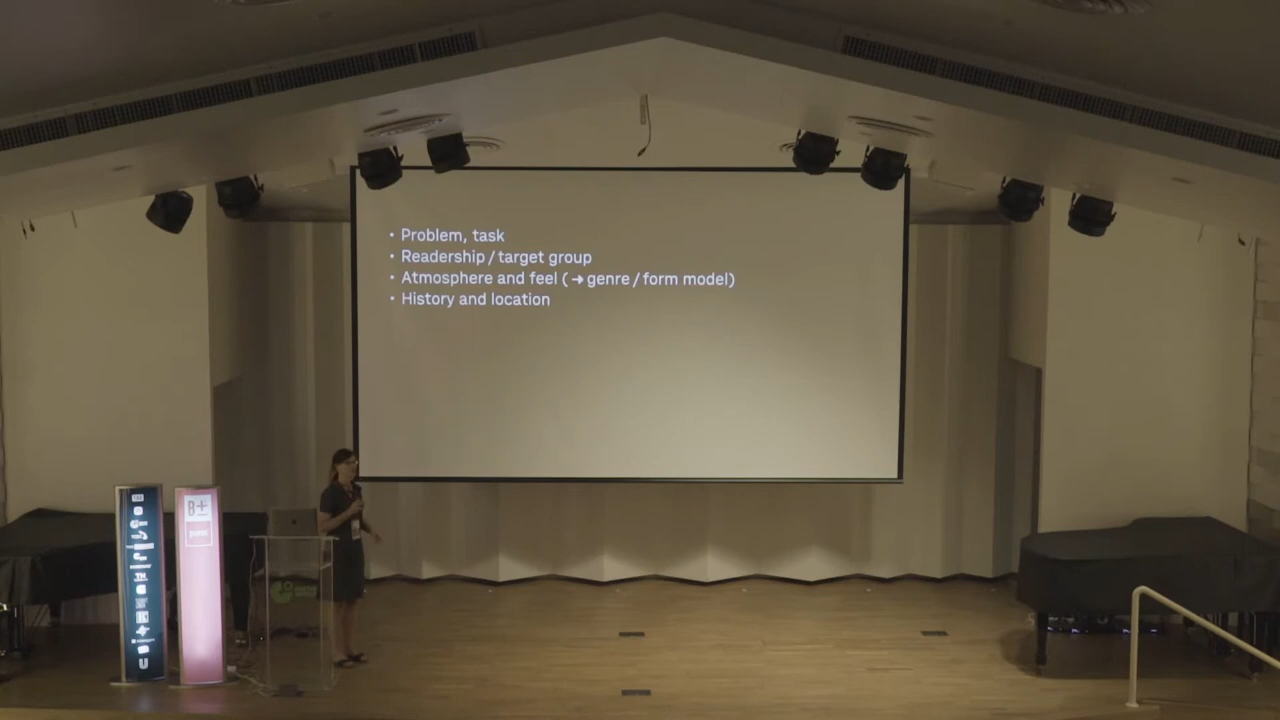 • Problem, task
• Readership / target group
• Atmosphere and feel (➔ genre / form model)
• History and location
B+